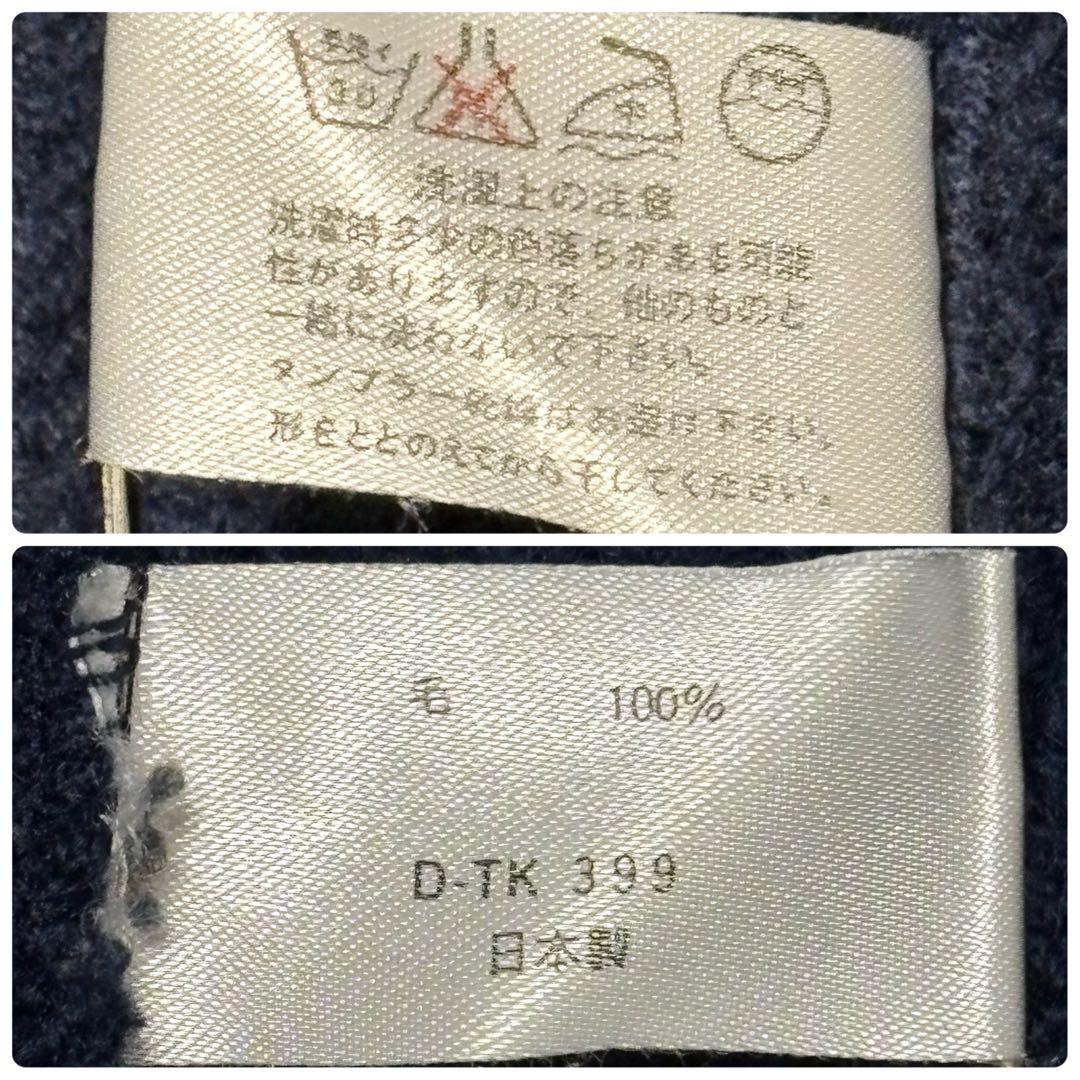 手洗イ
30
洗濯上の注意
洗濯時多少の色落ちがある可能
性がありますので、他のものと
一緒に洗わないで下さい。
タンブラー乾燥はお避け下さい。
形をととのえてから干してください。
毛 100%
D-TK 399
日本製